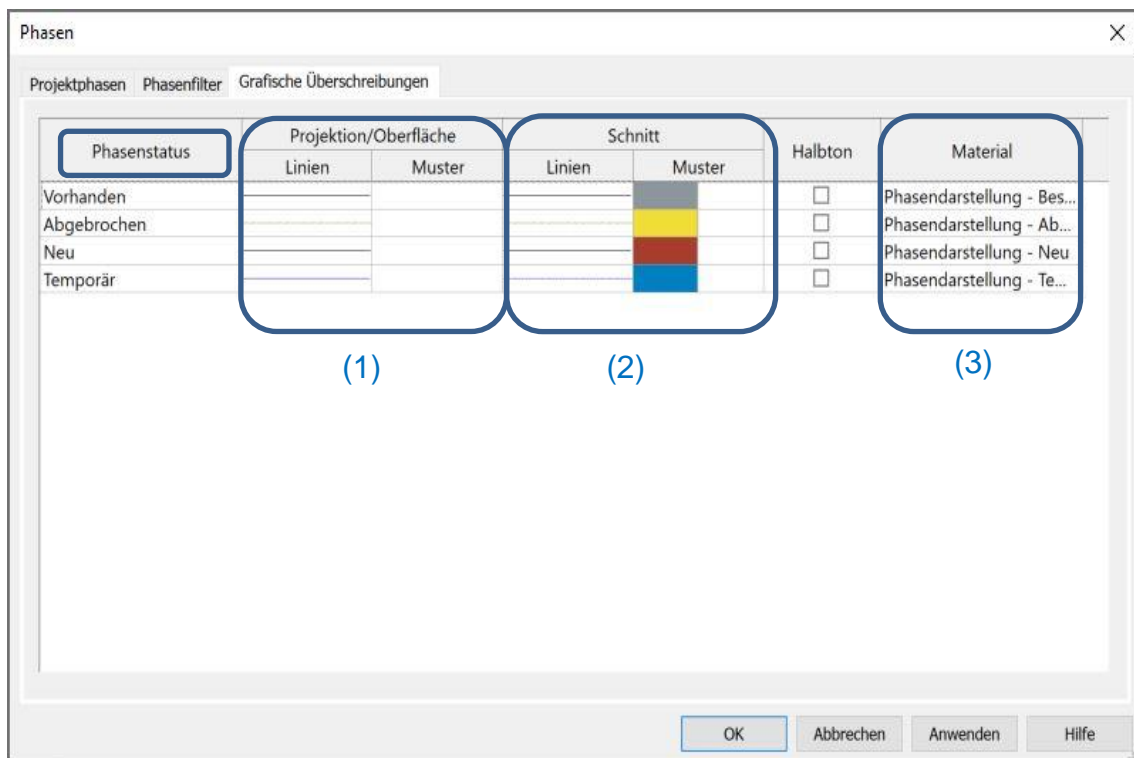 Phasen
Projektphasen Phasenfilter Grafische Überschreibungen
Phasenstatus Projektion/Oberfläche Schnitt Halbton Material
Linien Muster Linien Muster
Vorhanden Phasendarstellung - Bes...
Abgebrochen Phasendarstellung - Ab...
Neu Phasendarstellung - Neu
Temporär Phasendarstellung - Te...
(1) (2) (3)
OK Abbrechen Anwenden Hilfe